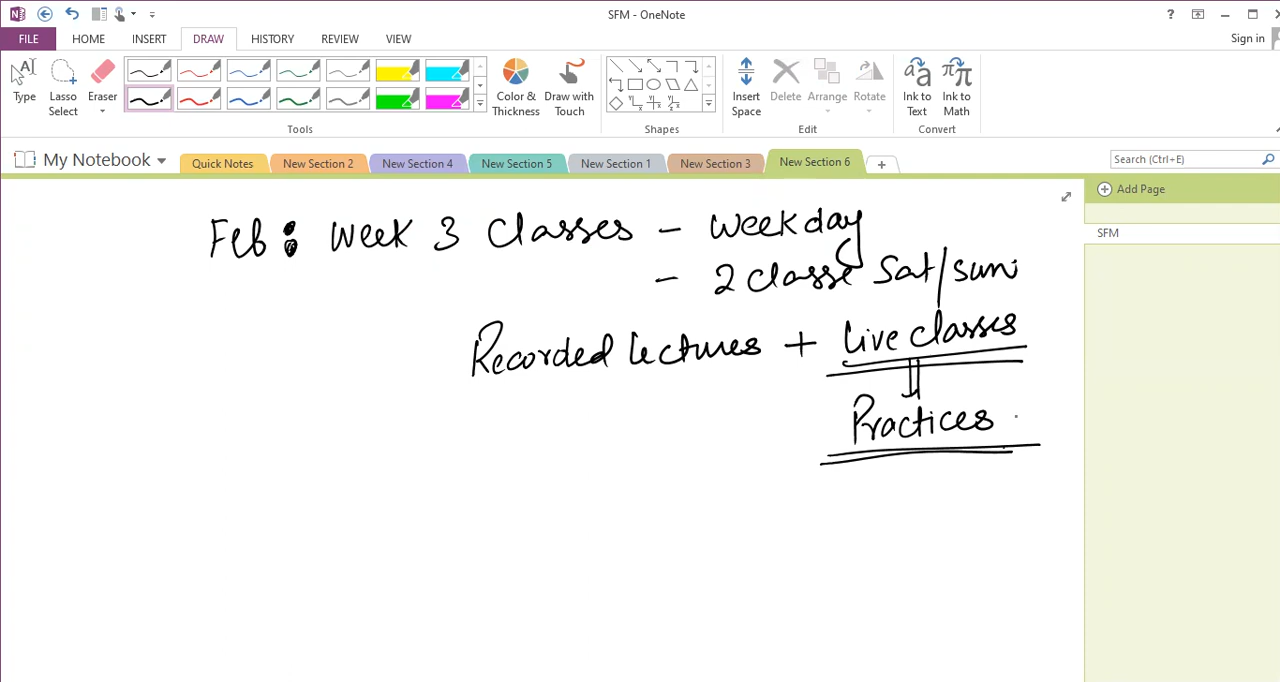 SFM - OneNote
?
Sign in
FILE HOME INSERT DRAW HISTORY REVIEW VIEW
Type
Lasso Select
Eraser
Color & Thickness
Draw with Touch
Insert Space
Delete
Arrange
Rotate
Ink to Text
Ink to Math
Tools
Shapes
Edit
Convert
My Notebook
Quick Notes
New Section 2
New Section 4
New Section 5
New Section 1
New Section 3
New Section 6
Search (Ctrl+E)
Add Page
SFM
Feb : Week 3 Classes - Weekday
- 2 classe Sat/sun
Recorded lectures + Live classes
Practices